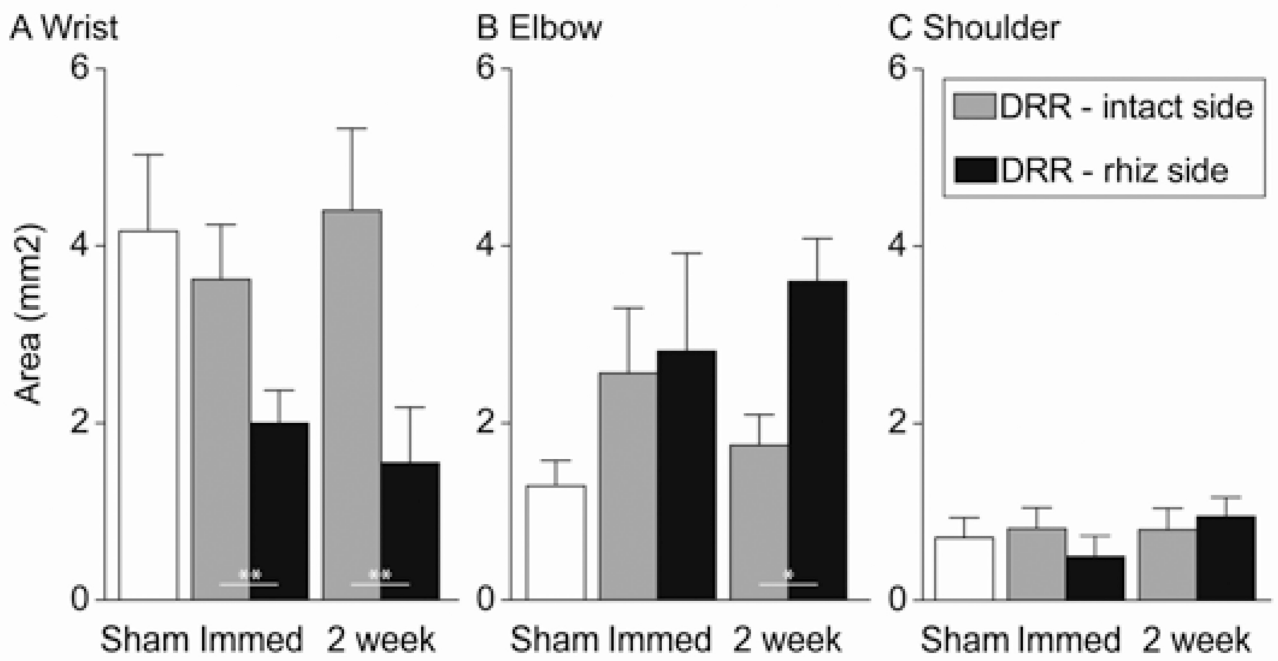 A Wrist
B Elbow
C Shoulder
Area (mm2)
6
4
2
0
**
**
Sham Immed 2 week
6
4
2
0
*
Sham Immed 2 week
6
4
2
0
DRR - intact side
DRR - rhiz side
Sham Immed 2 week